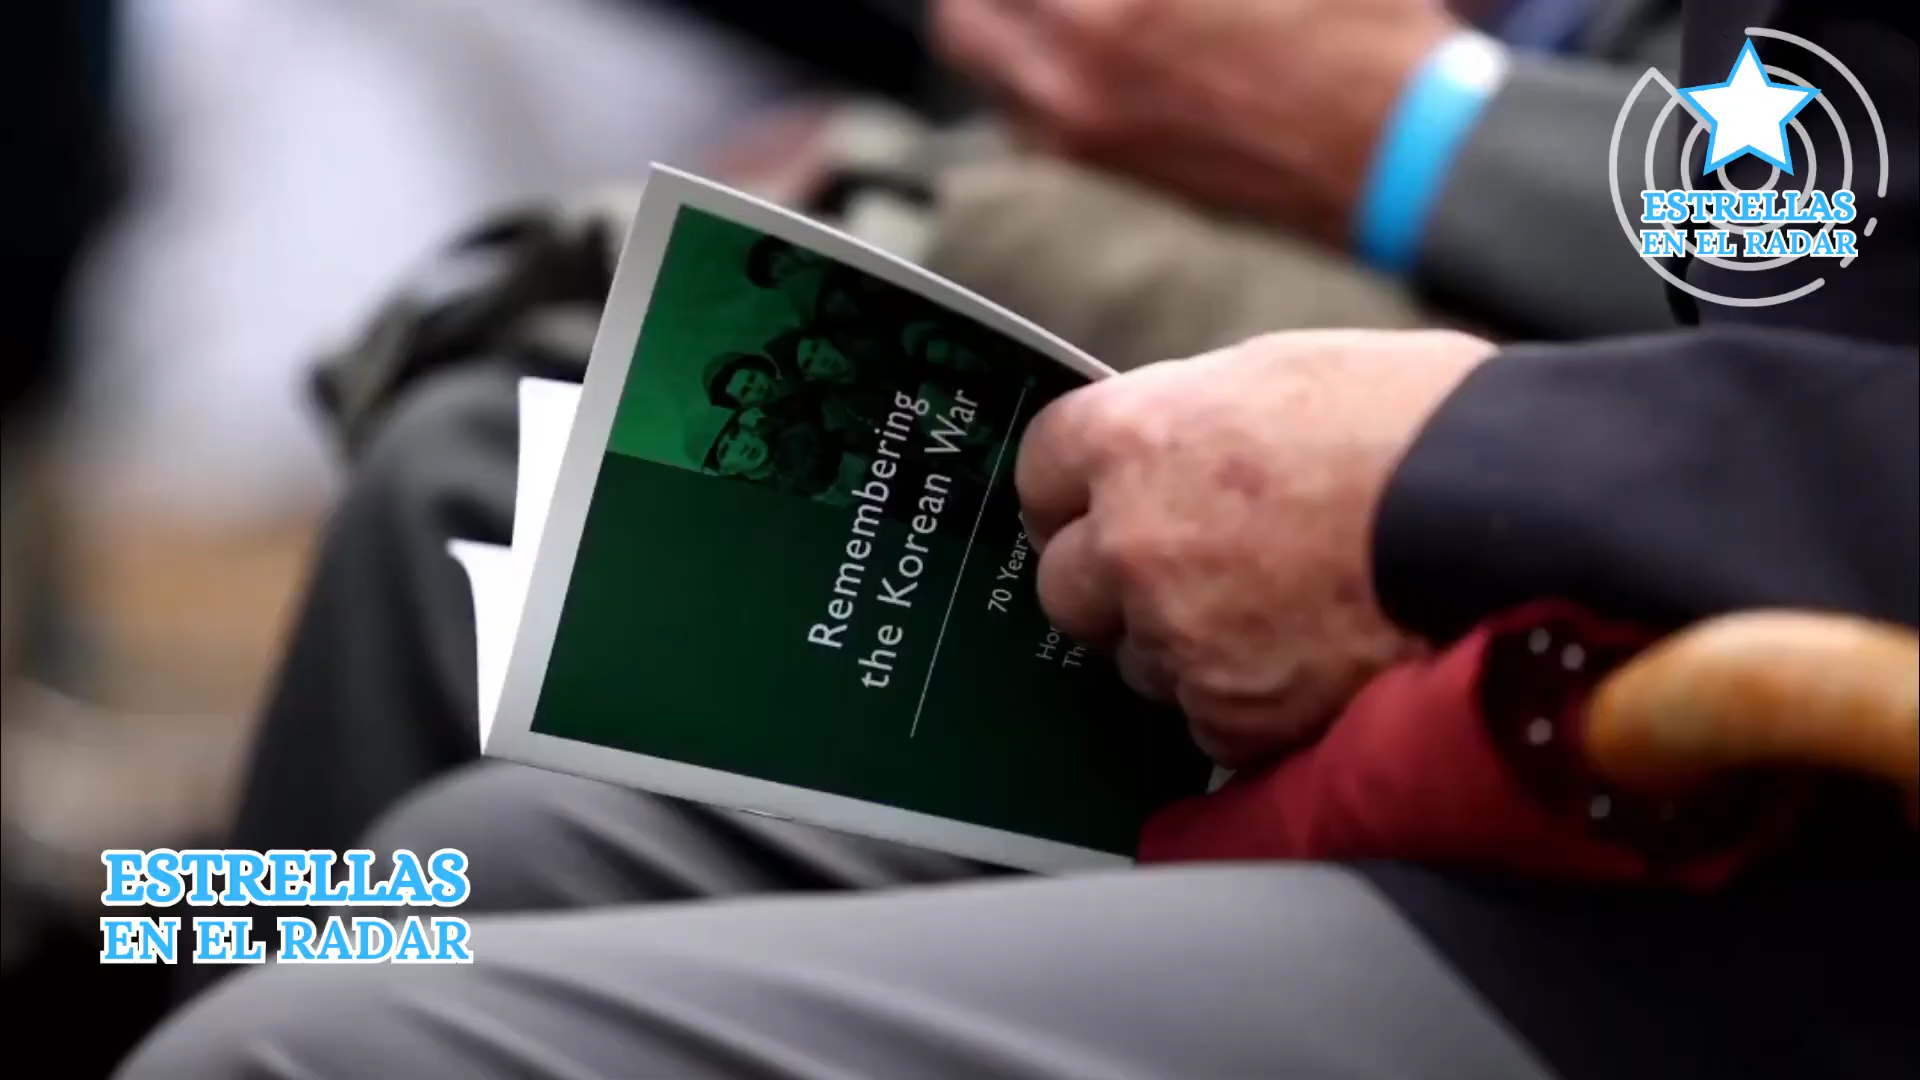 ESTRELLAS
EN EL RADAR
Remembering
the Korean War
70 Years
ESTRELLAS
EN EL RADAR